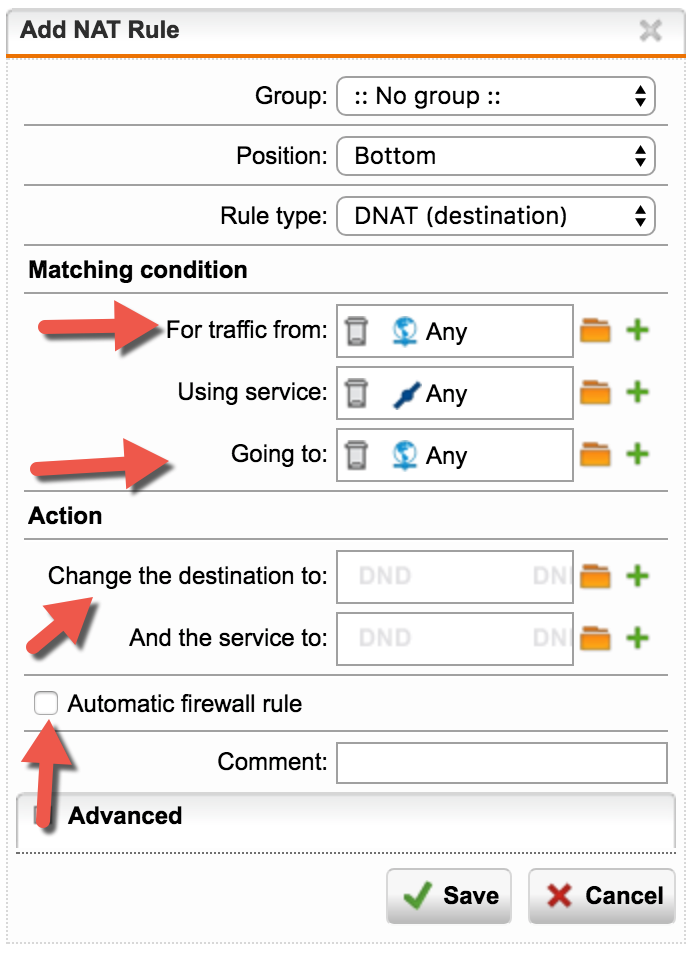 Add NAT Rule
Group: :: No group ::
Position: Bottom
Rule type: DNAT (destination)
Matching condition
For traffic from: Any
Using service: Any
Going to: Any
Action
Change the destination to: DND DND
And the service to: DND DND
Automatic firewall rule
Comment:
Advanced
Save Cancel